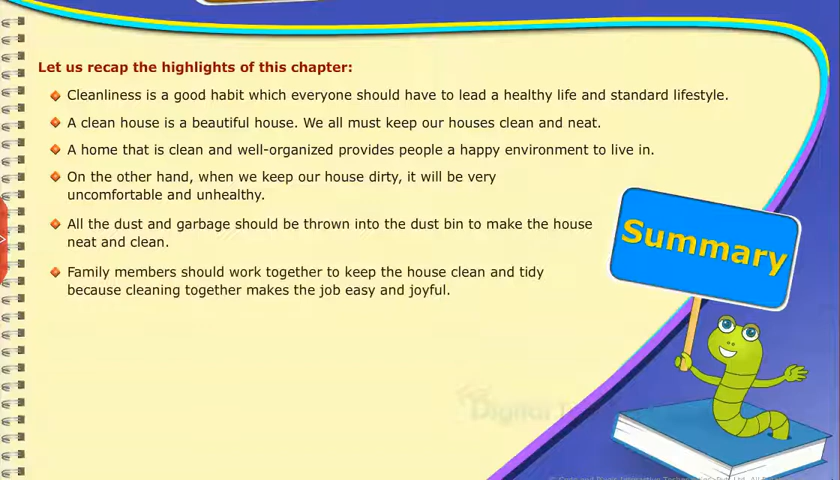 Let us recap the highlights of this chapter:
Cleanliness is a good habit which everyone should have to lead a healthy life and standard lifestyle.
A clean house is a beautiful house. We all must keep our houses clean and neat.
A home that is clean and well-organized provides people a happy environment to live in.
On the other hand, when we keep our house dirty, it will be very
uncomfortable and unhealthy.
All the dust and garbage should be thrown into the dust bin to make the house
neat and clean.
Summary
Family members should work together to keep the house clean and tidy
because cleaning together makes the job easy and joyful.
Digital